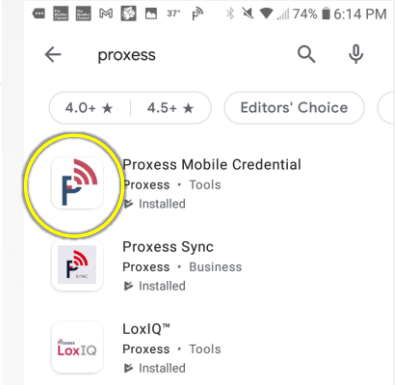 37° 74% 6:14 PM
proxess
4.0+ ★ 4.5+ ★ Editors' Choice
Proxess Mobile Credential
Proxess • Tools
Installed
Proxess Sync
Proxess • Business
SYNC
Installed
LoxIQ™
Proxess • Tools
LoxIQ
Installed